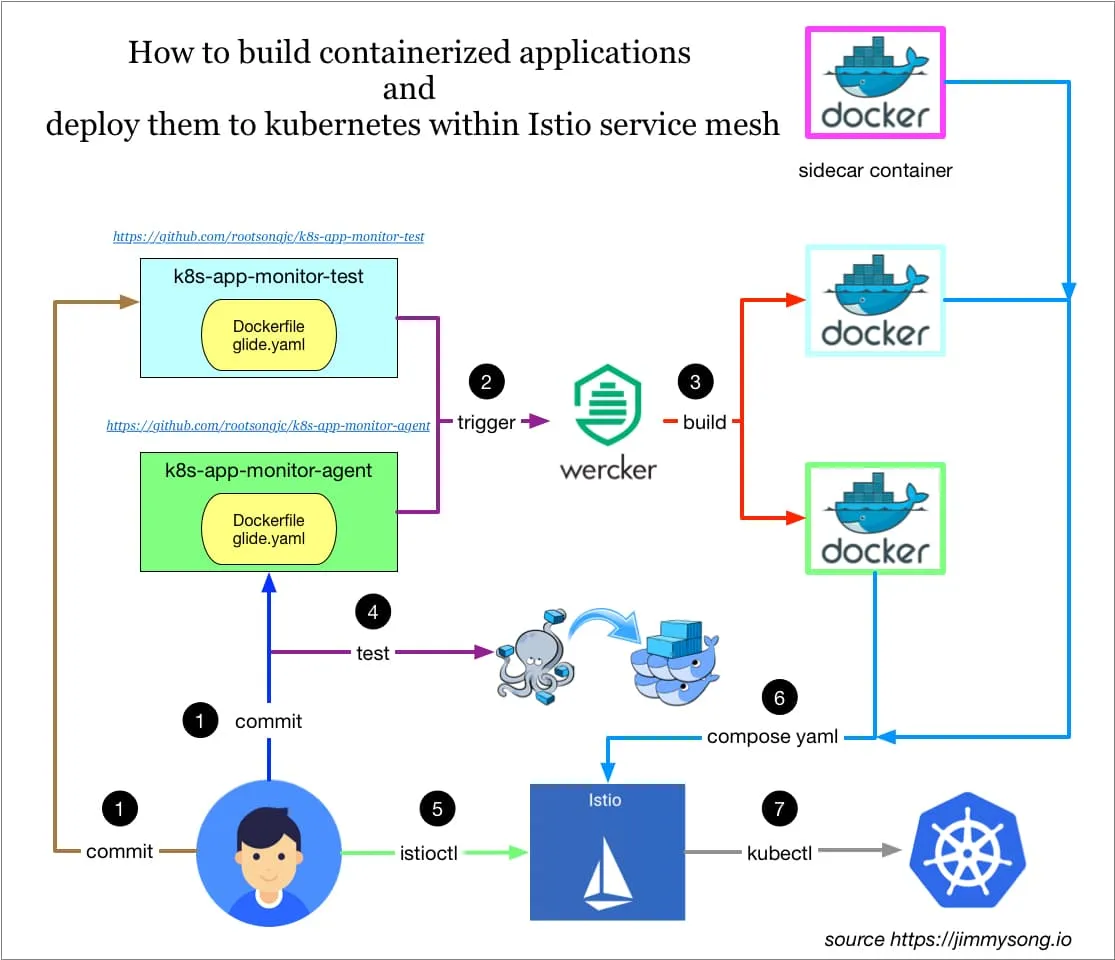 How to build containerized applications
and
deploy them to kubernetes within Istio service mesh
docker
sidecar container
https://github.com/rootsongjc/k8s-app-monitor-test
k8s-app-monitor-test
Dockerfile
glide.yaml
docker
2
trigger
wercker
3
build
https://github.com/rootsongjc/k8s-app-monitor-agent
k8s-app-monitor-agent
Dockerfile
glide.yaml
docker
4
test
1
commit
6
compose yaml
1
commit
5
istioctl
Istio
7
kubectl
source https://jimmysong.io